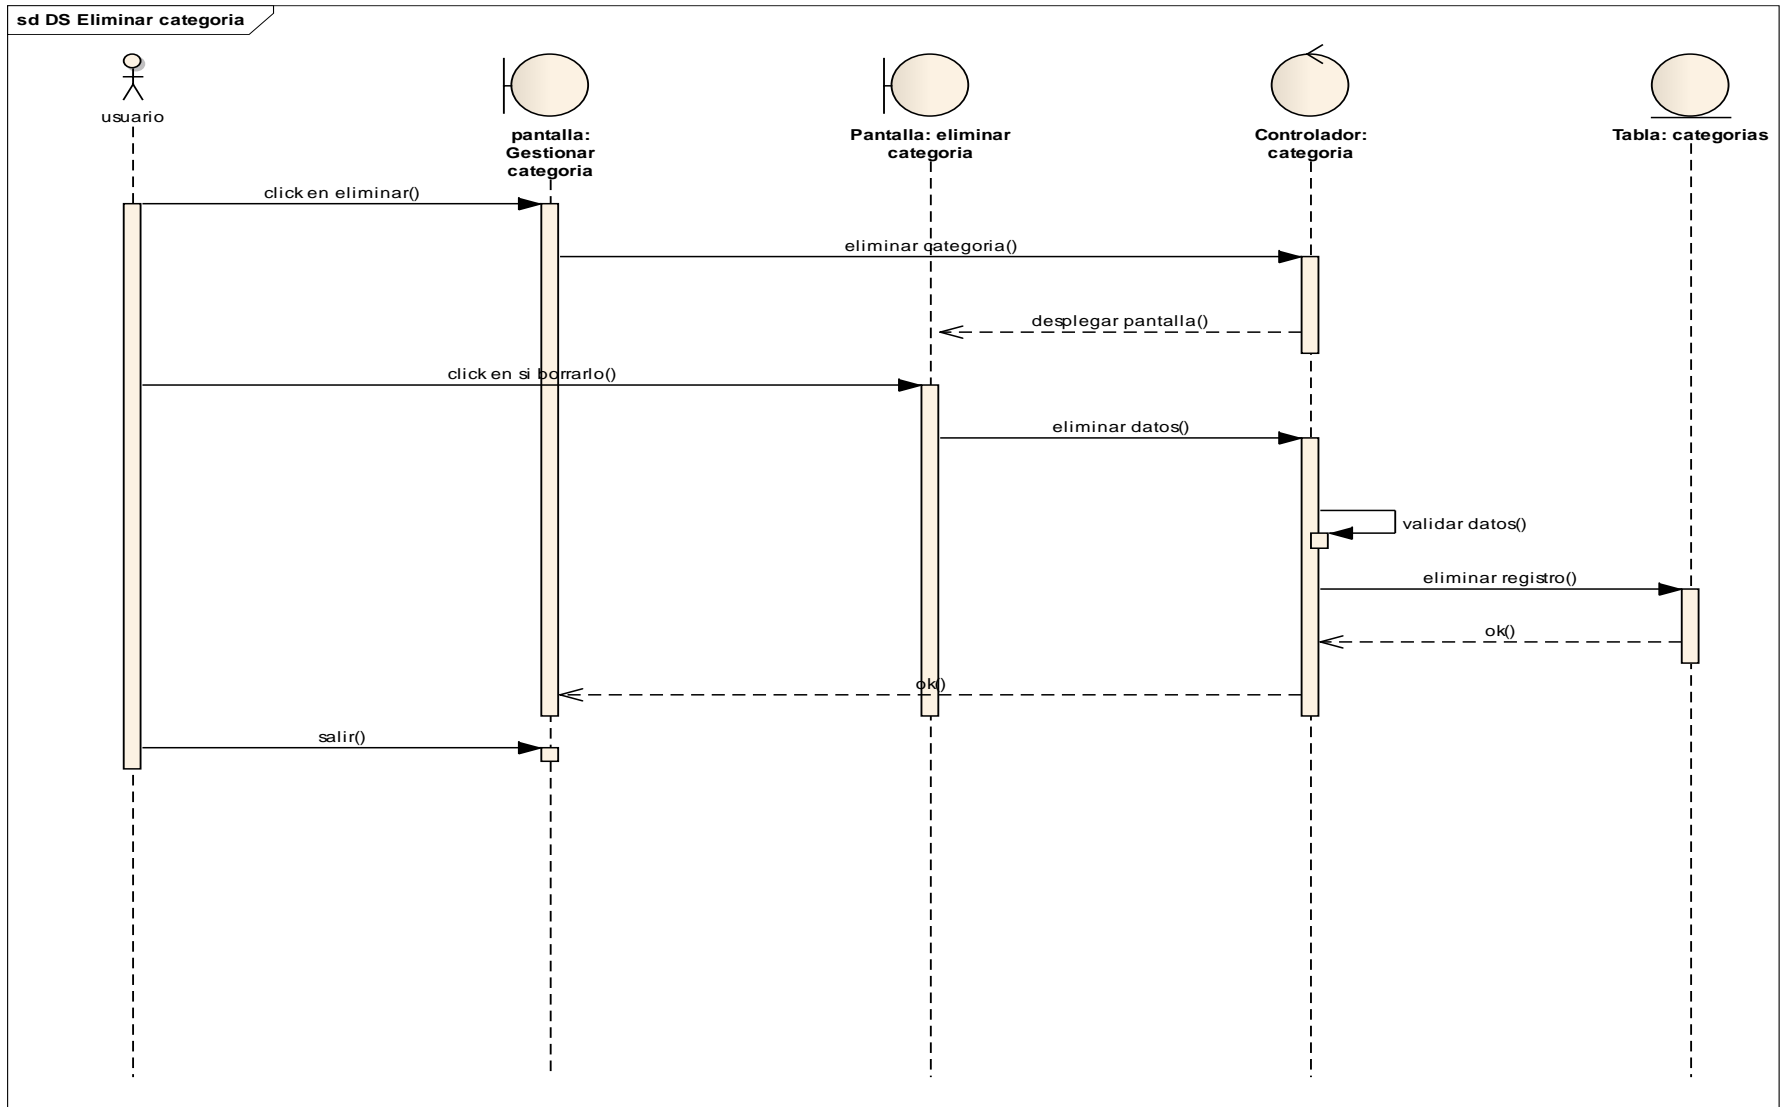 sd DS Eliminar categoria
usuario
pantalla:
Gestionar
categoria
Pantalla: eliminar
categoria
Controlador:
categoria
Tabla: categorias
click en eliminar()
eliminar categoria()
desplegar pantalla()
click en si borrarlo()
eliminar datos()
validar datos()
eliminar registro()
ok()
ok()
salir()